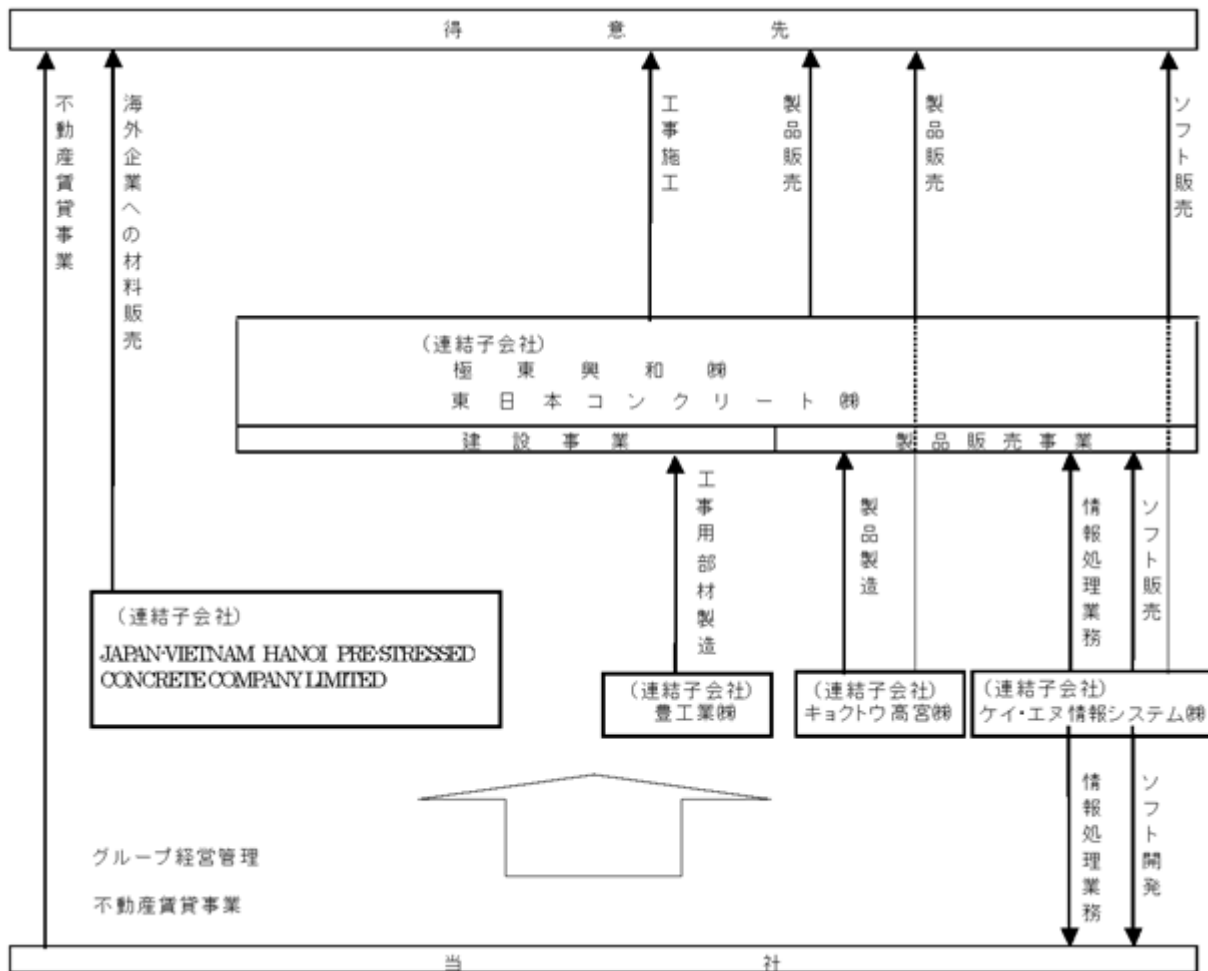 得意先
不動産賃貸事業
海外企業への材料販売
工事施工
製品販売
製品販売
ソフト販売
(連結子会社)
極東興和㈱
東日本コンクリート㈱
建設事業
製品販売事業
工事用部材製造
製品製造
情報処理業務
ソフト販売
(連結子会社)
JAPAN-VIETNAM HANOI PRE-STRESSED
CONCRETE COMPANY LIMITED
(連結子会社)
豊工業㈱
(連結子会社)
キョクトウ高宮㈱
(連結子会社)
ケイ・エヌ情報システム㈱
情報処理業務
ソフト開発
グループ経営管理
不動産賃貸事業
当社